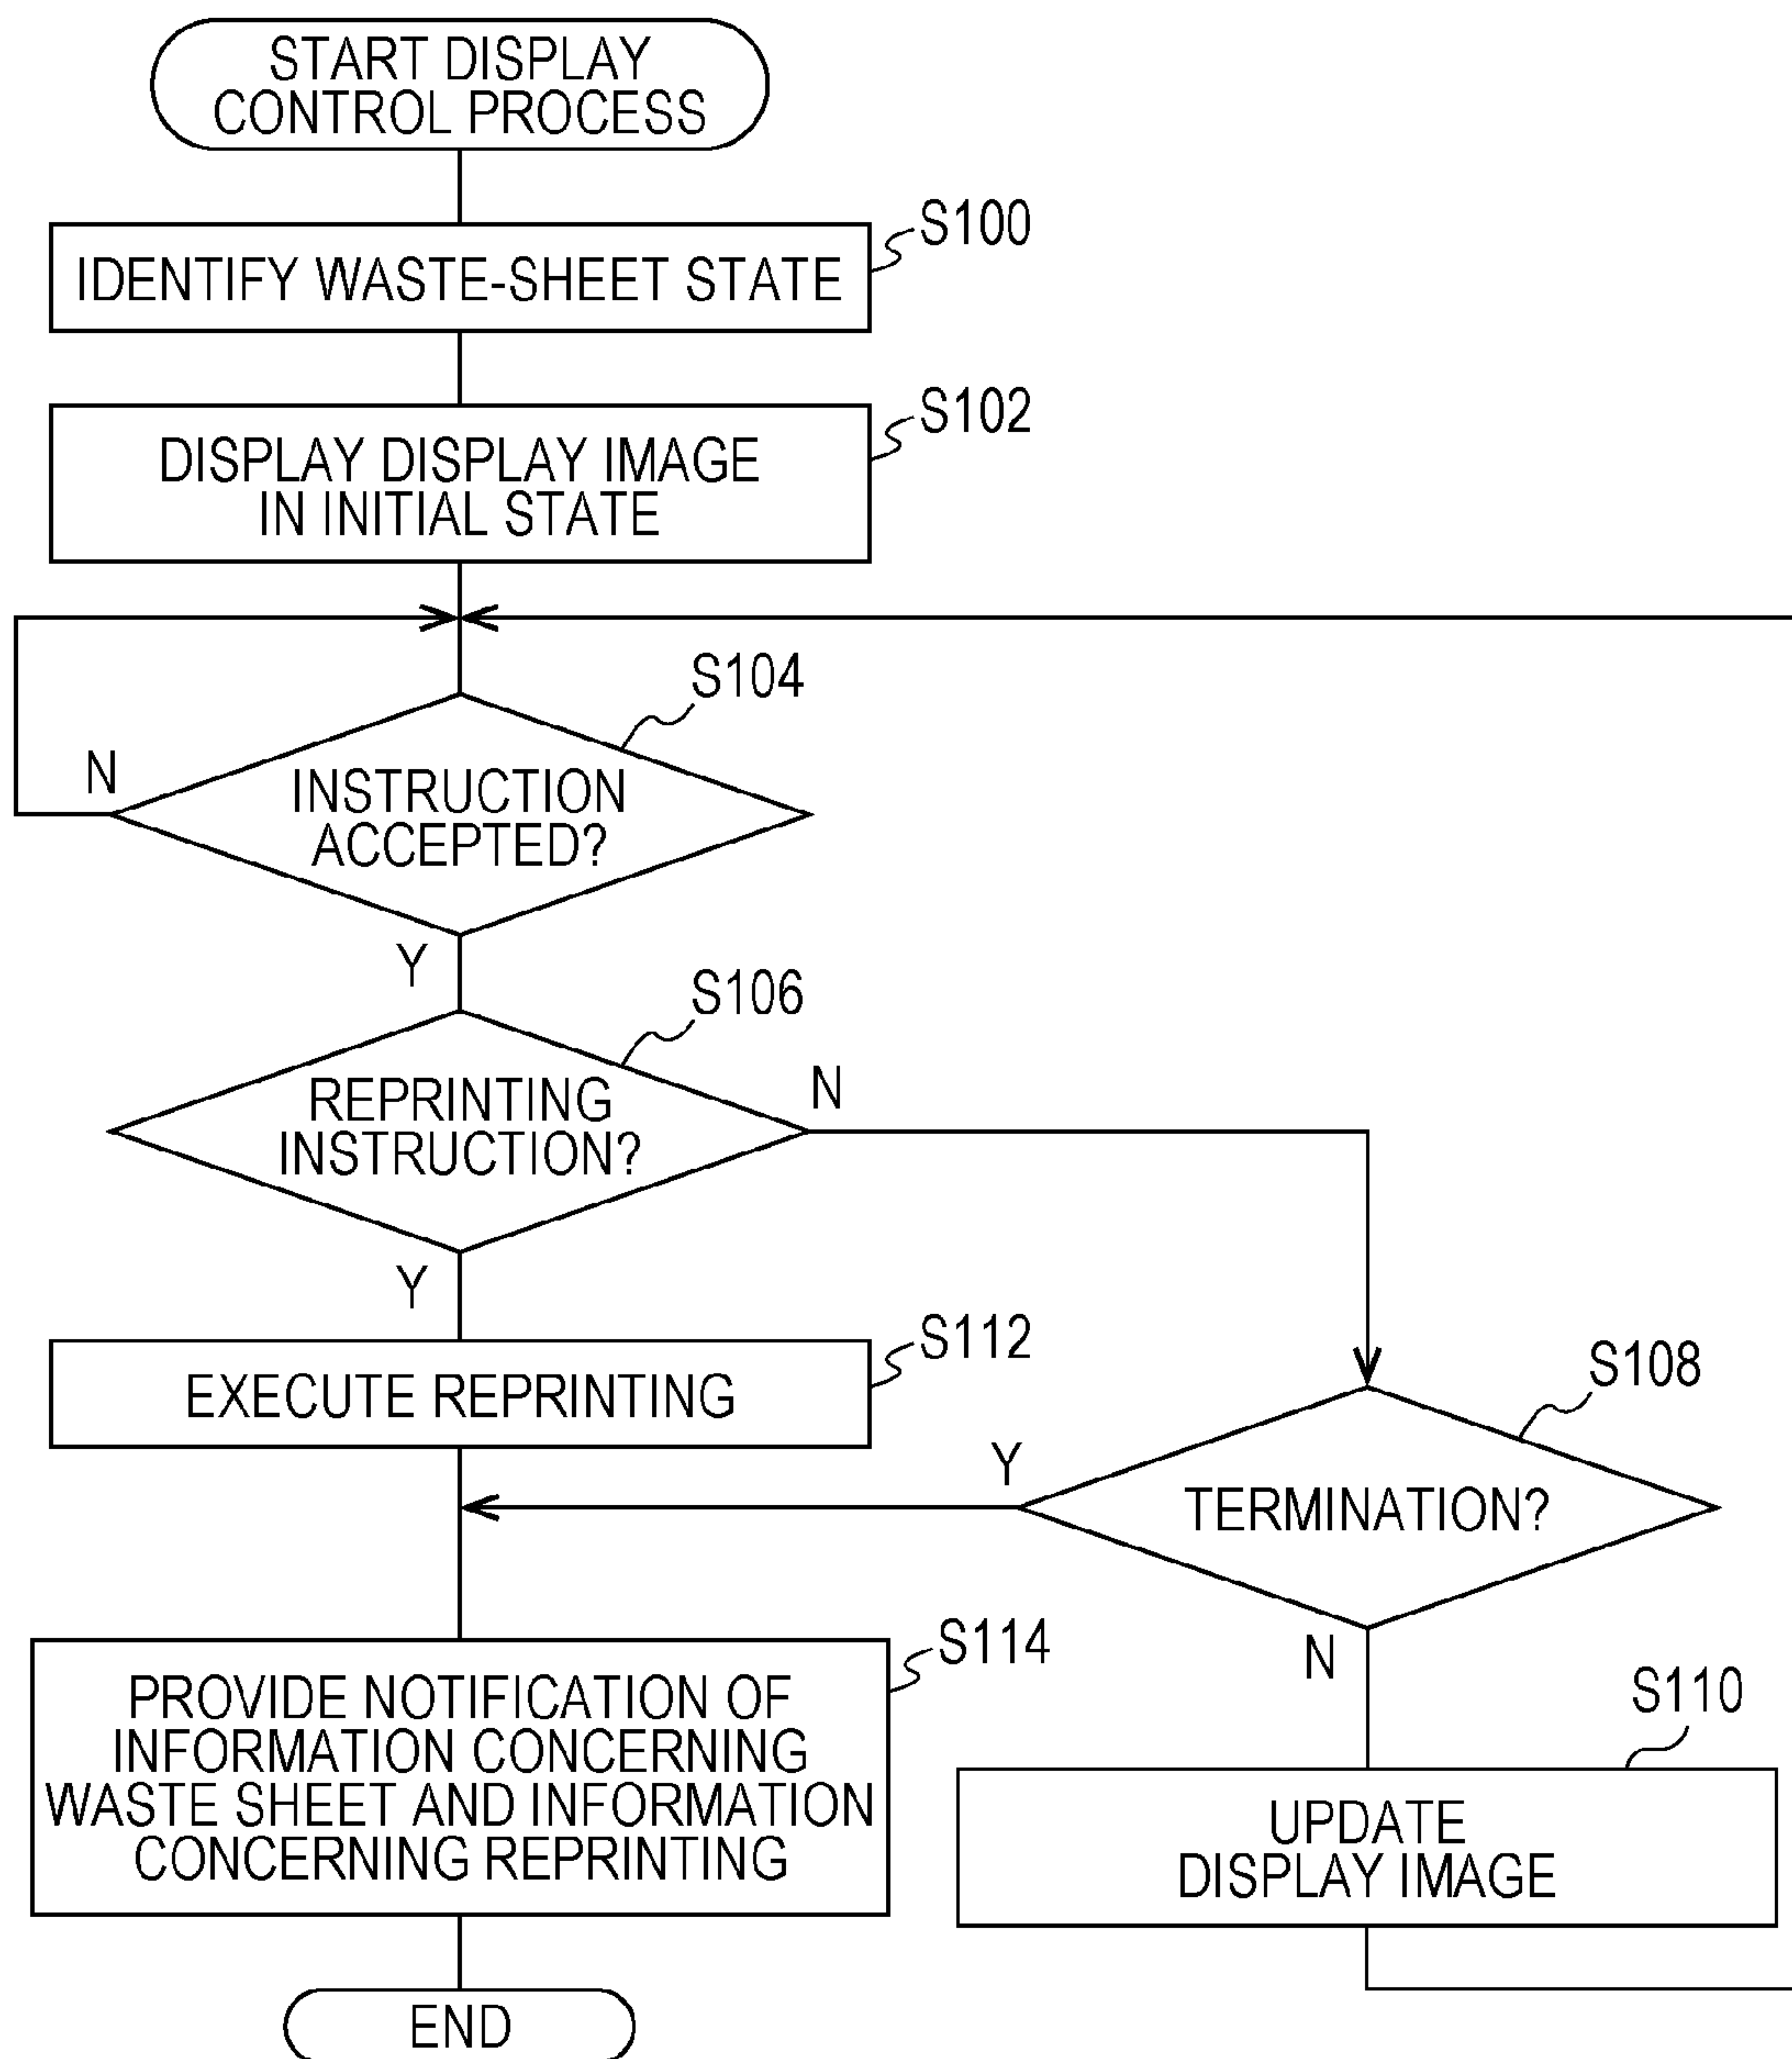 START DISPLAY
CONTROL PROCESS
S100
IDENTIFY WASTE-SHEET STATE
S102
DISPLAY DISPLAY IMAGE
IN INITIAL STATE
S104
N
INSTRUCTION
ACCEPTED?
Y
S106
N
REPRINTING
INSTRUCTION?
Y
S112
EXECUTE REPRINTING
S108
Y
TERMINATION?
N
S114
PROVIDE NOTIFICATION OF
INFORMATION CONCERNING
WASTE SHEET AND INFORMATION
CONCERNING REPRINTING
S110
UPDATE
DISPLAY IMAGE
END